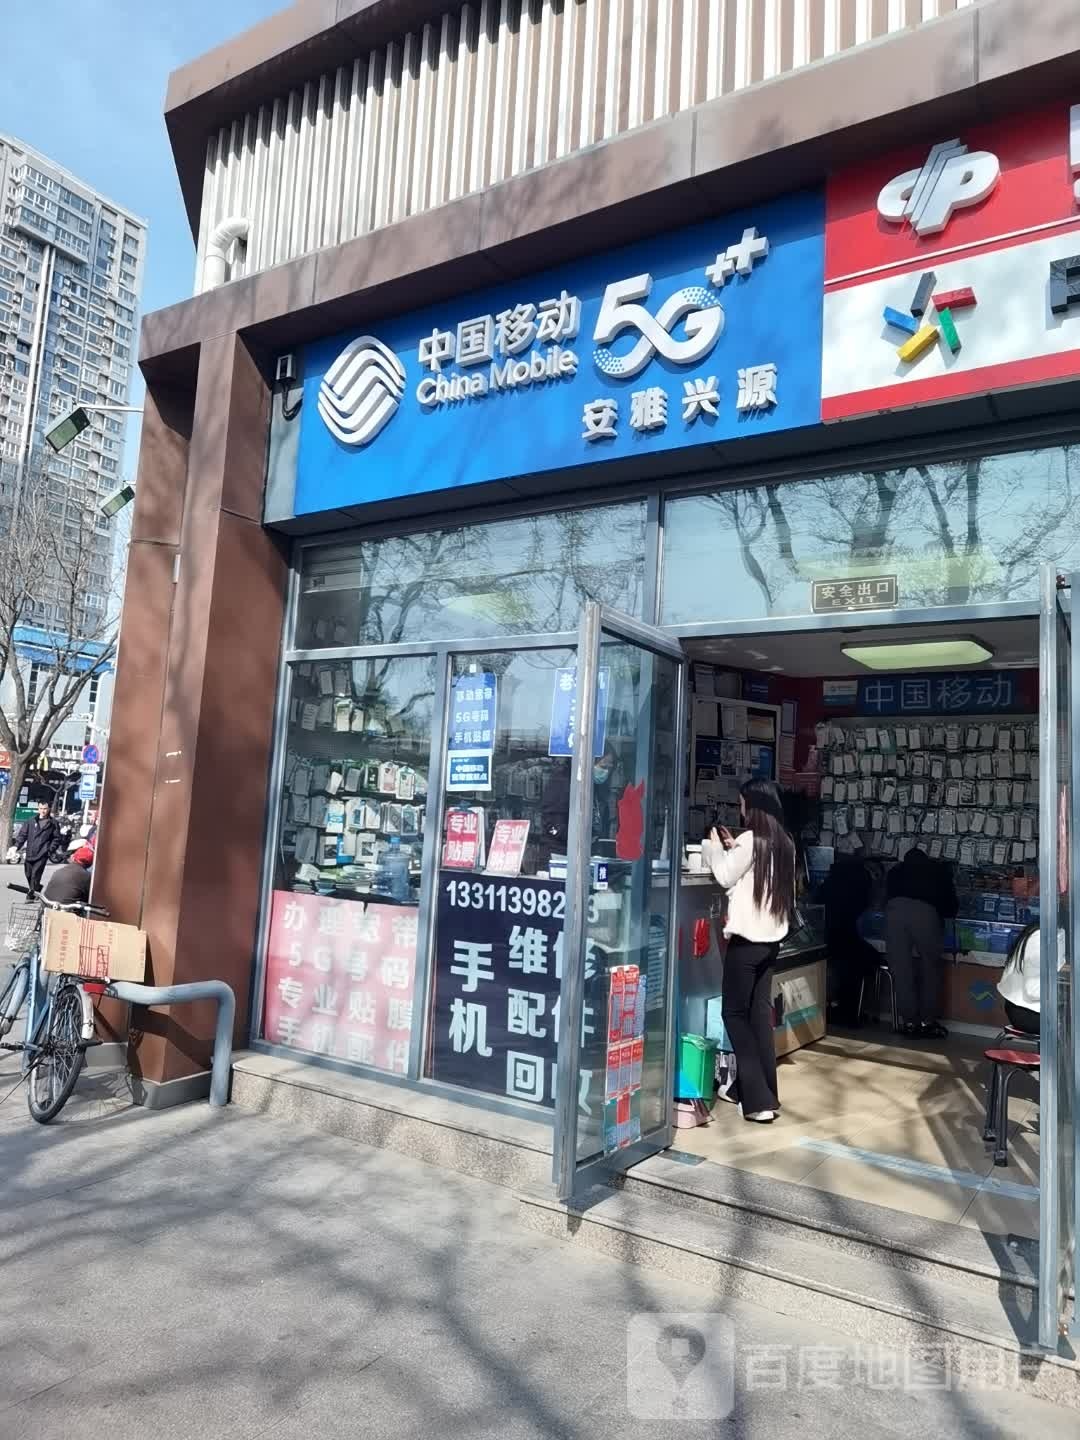 中国移动
China Mobile
5G++
安雅兴源
安全出口
EXIT
中国移动
移动宽带
5G号码
手机贴膜
专业
贴膜
专业
贴膜
办理宽带
5G号码
专业贴膜
手机配件
手机
维修
配件
回收
百度地图用户